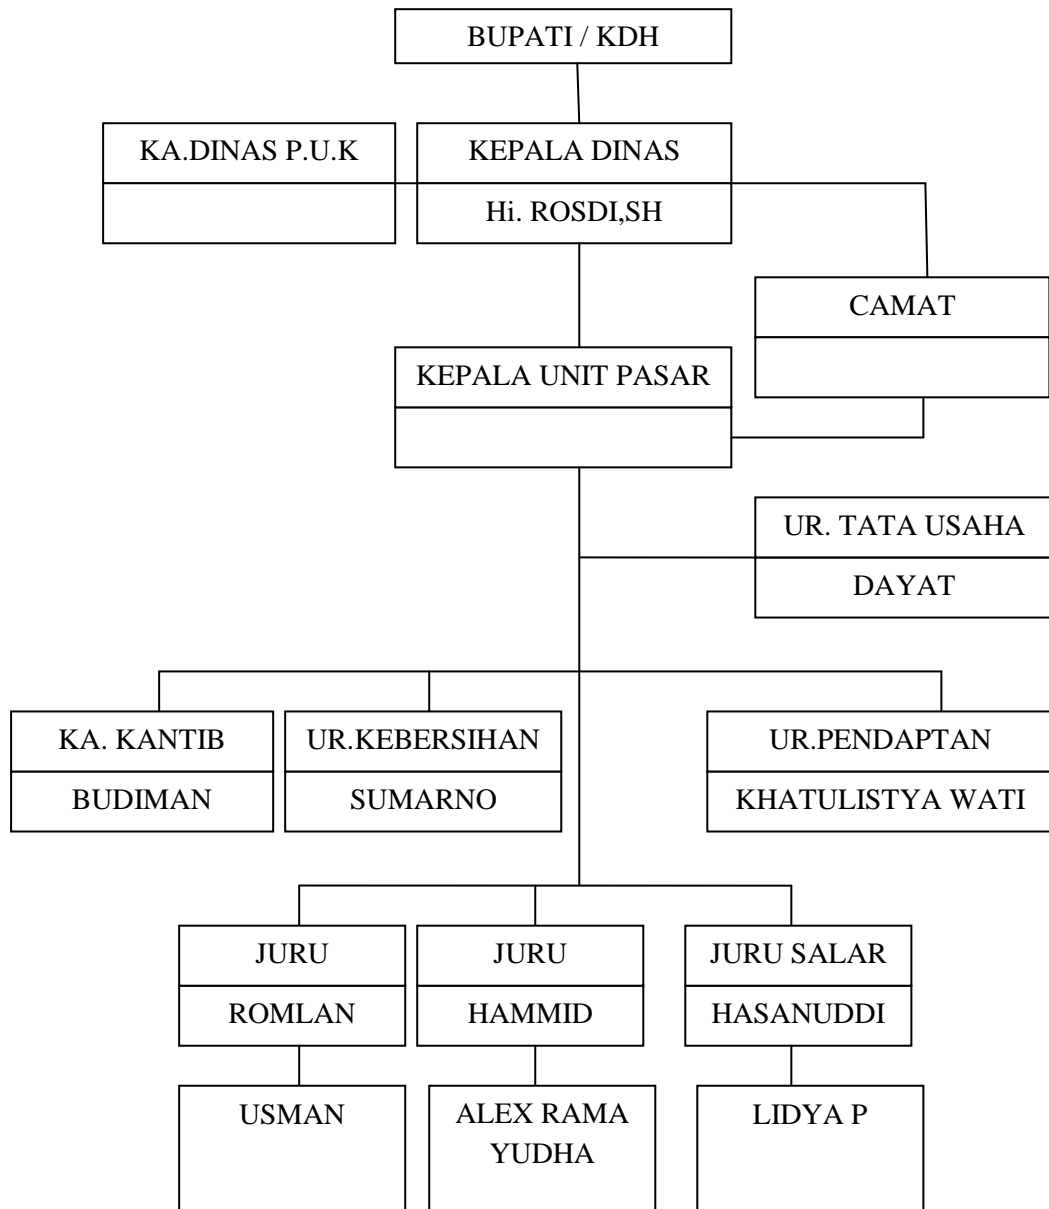 BUPATI / KDH
KA.DINAS P.U.K
KEPALA DINAS
Hi. ROSDI,SH
CAMAT
KEPALA UNIT PASAR
UR. TATA USAHA
DAYAT
KA. KANTIB
BUDIMAN
UR.KEBERSIHAN
SUMARNO
UR.PENDAPTAN
KHATULISTYA WATI
JURU
ROMLAN
JURU
HAMMID
JURU SALAR
HASANUDDI
USMAN
ALEX RAMA
YUDHA
LIDYA P